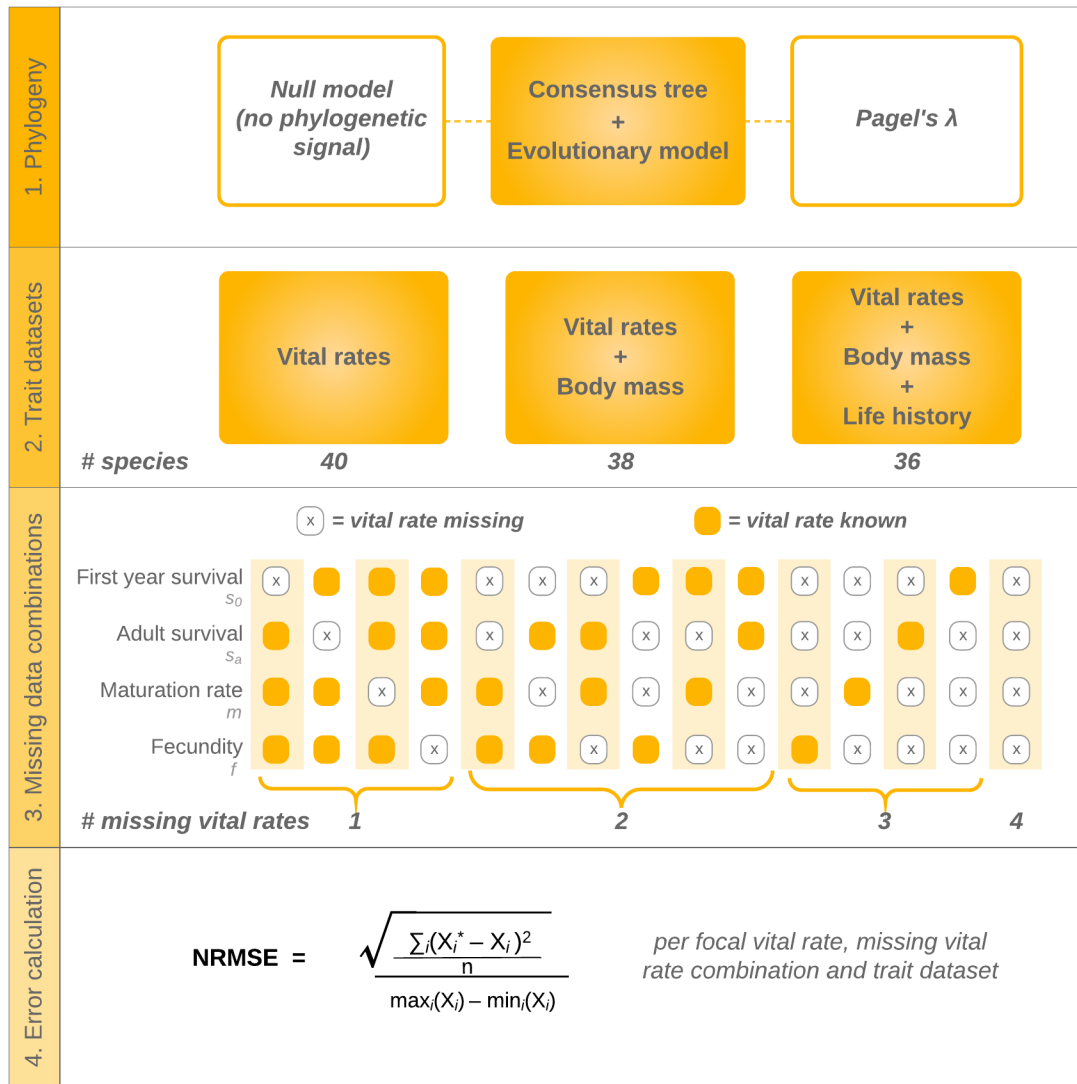 1. Phylogeny
Null model
(no phylogenetic
signal)
Consensus tree
+
Evolutionary model
Pagel's λ
2. Trait datasets
Vital rates
Vital rates
+
Body mass
Vital rates
+
Body mass
+
Life history
# species 40 38 36
3. Missing data combinations
x = vital rate missing
= vital rate known
First year survival x x x x x x x x
s0
Adult survival x x x x x x x x
sa
Maturation rate x x x x x x x x
m
Fecundity x x x x x x x x
f
# missing vital rates 1 2 3 4
4. Error calculation
NRMSE =
√ ∑i(Xi* – Xi )2
n
maxi(Xi) – mini(Xi)
per focal vital rate, missing vital
rate combination and trait dataset